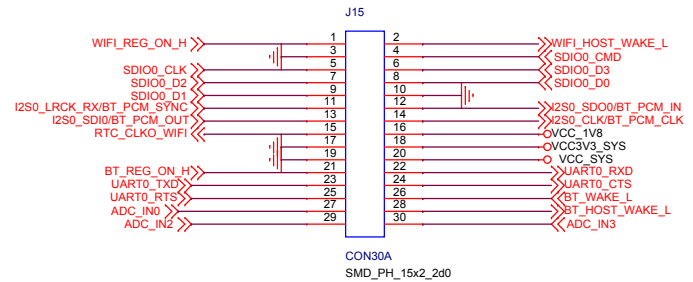 J15
WIFI_REG_ON_H 1 2 WIFI_HOST_WAKE_L
3 4 SDIO0_CMD
SDIO0_CLK 5 6 SDIO0_D3
SDIO0_D2 7 8 SDIO0_D0
SDIO0_D1 9 10
I2S0_LRCK_RX/BT_PCM_SYNC 11 12 I2S0_SDO0/BT_PCM_IN
I2S0_SDI0/BT_PCM_OUT 13 14 I2S0_CLK/BT_PCM_CLK
RTC_CLKO_WIFI 15 16 VCC_1V8
17 18 VCC3V3_SYS
19 20 VCC_SYS
BT_REG_ON_H 21 22 UART0_RXD
UART0_TXD 23 24 UART0_CTS
UART0_RTS 25 26 BT_WAKE_L
ADC_IN0 27 28 BT_HOST_WAKE_L
ADC_IN2 29 30 ADC_IN3
CON30A
SMD_PH_15x2_2d0